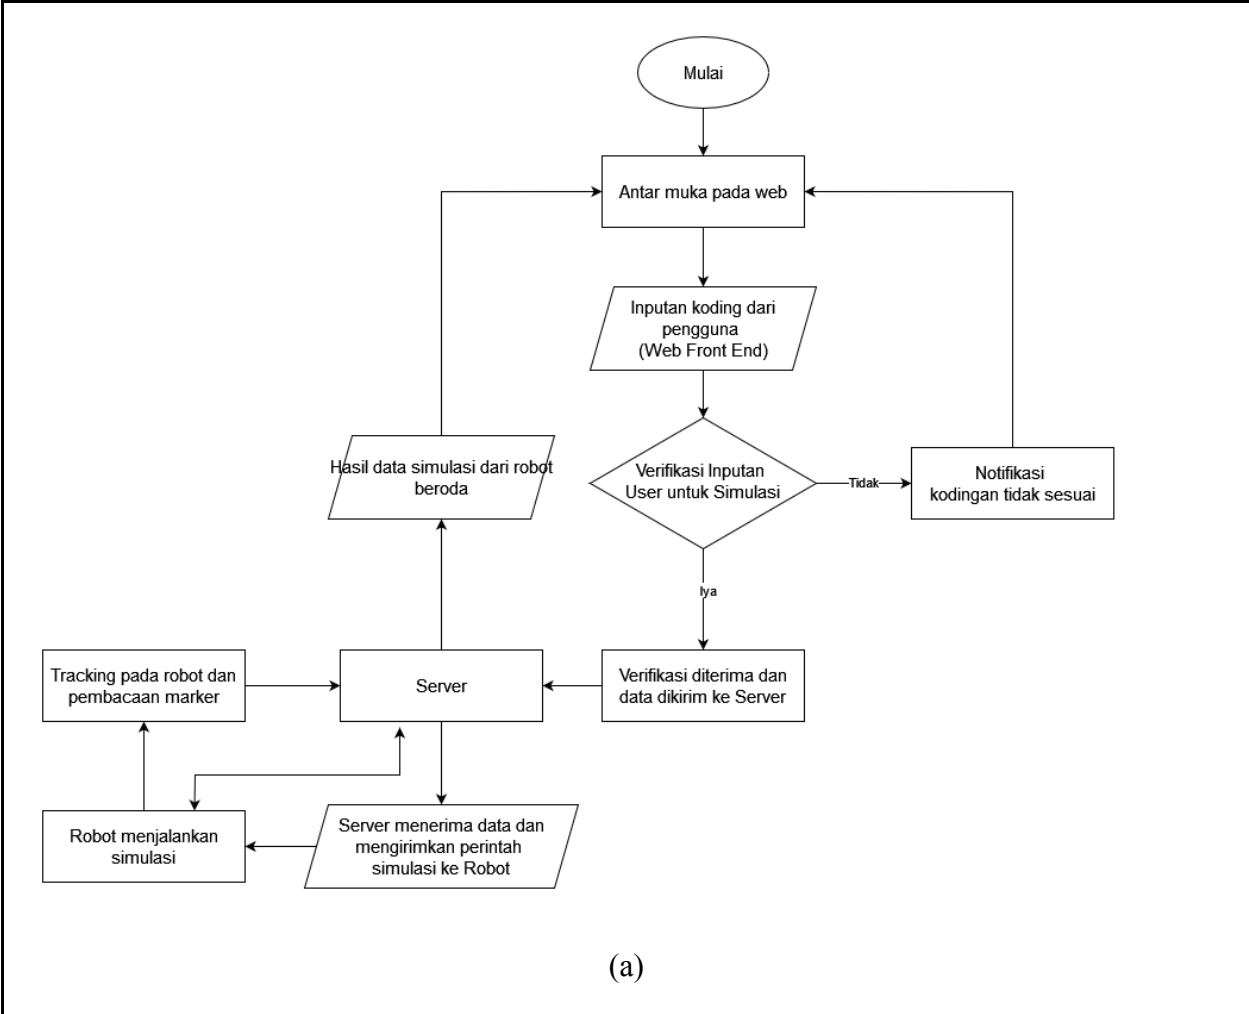 Mulai
Antar muka pada web
Inputan koding dari
pengguna
(Web Front End)
Hasil data simulasi dari robot
beroda
Verifikasi Inputan
User untuk Simulasi
Tidak
Notifikasi
kodingan tidak sesuai
Iya
Tracking pada robot dan
pembacaan marker
Server
Verifikasi diterima dan
data dikirim ke Server
Robot menjalankan
simulasi
Server menerima data dan
mengirimkan perintah
simulasi ke Robot
(a)